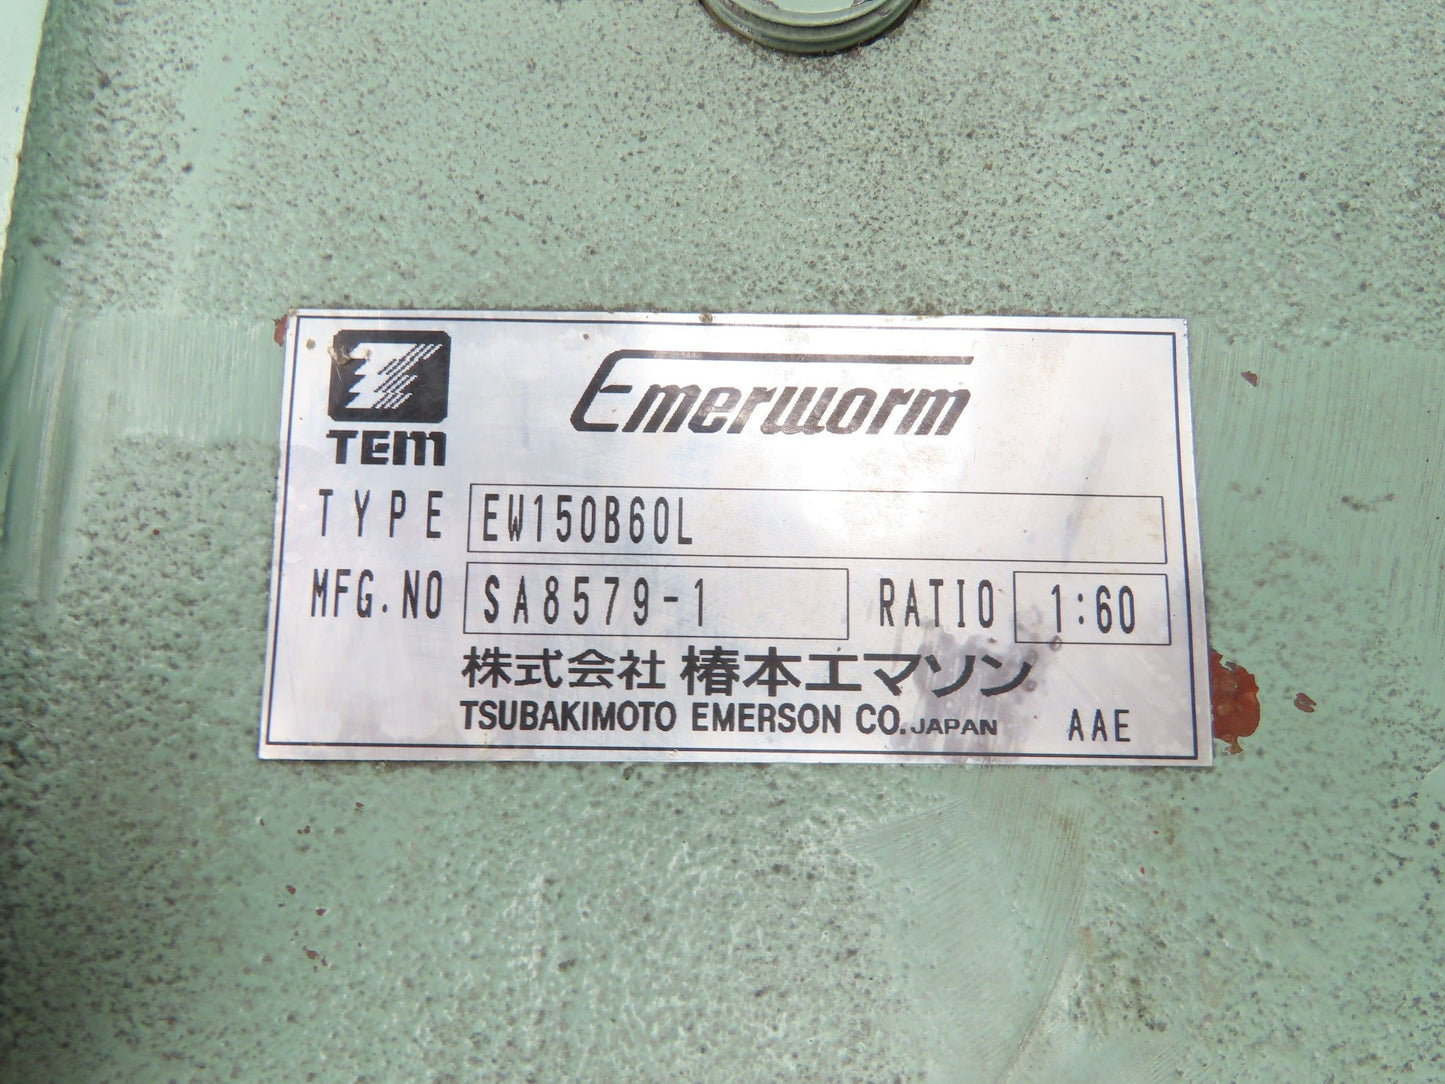 TEM
Emerworm
TYPE EW150B60L
MFG.NO SA8579-1 RATIO 1:60
株式会社 椿本エマソン
TSUBAKIMOTO EMERSON CO.JAPAN AAE